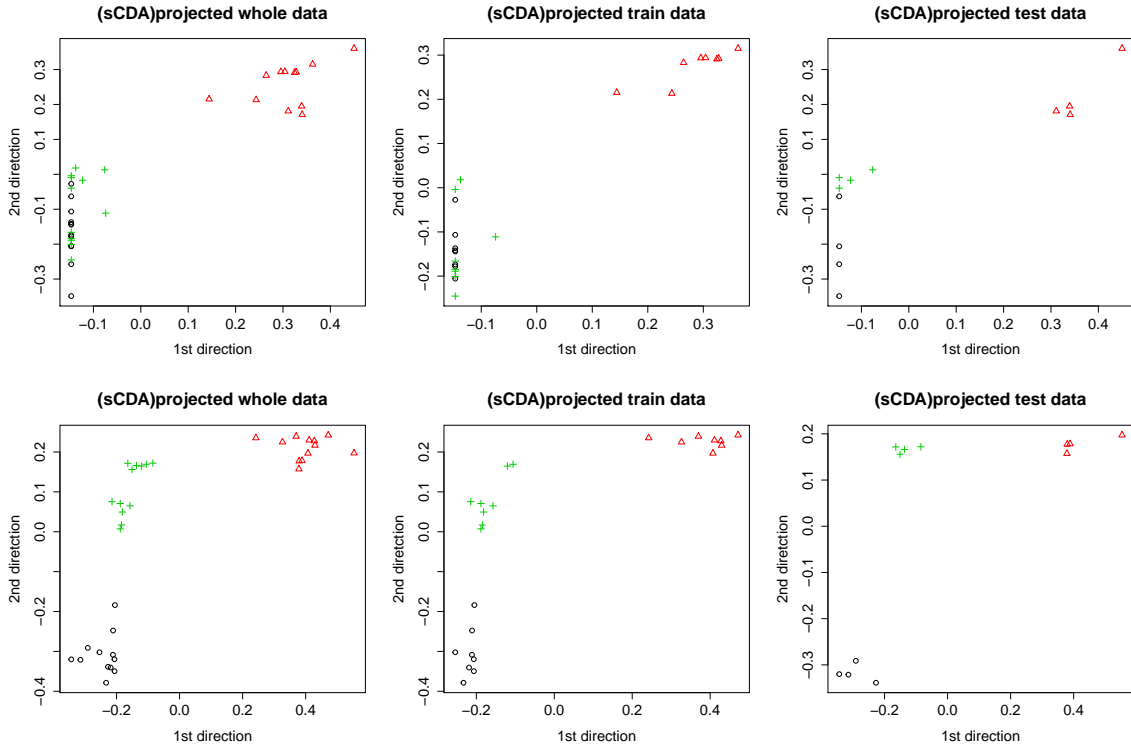 (sCDA)projected whole data
2nd diretction
0.3
0.1
−0.1
−0.3
−0.1 0.0 0.1 0.2 0.3 0.4
1st direction
(sCDA)projected train data
2nd diretction
0.3
0.2
0.1
0.0
−0.1
−0.2
−0.1 0.0 0.1 0.2 0.3
1st direction
(sCDA)projected test data
2nd diretction
0.3
0.1
−0.1
−0.3
−0.1 0.0 0.1 0.2 0.3 0.4
1st direction
(sCDA)projected whole data
2nd diretction
0.2
0.1
0.0
−0.2
−0.4
−0.2 0.0 0.2 0.4
1st direction
(sCDA)projected train data
2nd diretction
0.2
0.1
0.0
−0.2
−0.4
−0.2 0.0 0.2 0.4
1st direction
(sCDA)projected test data
2nd diretction
0.2
0.1
0.0
−0.1
−0.3
−0.2 0.0 0.2 0.4
1st direction